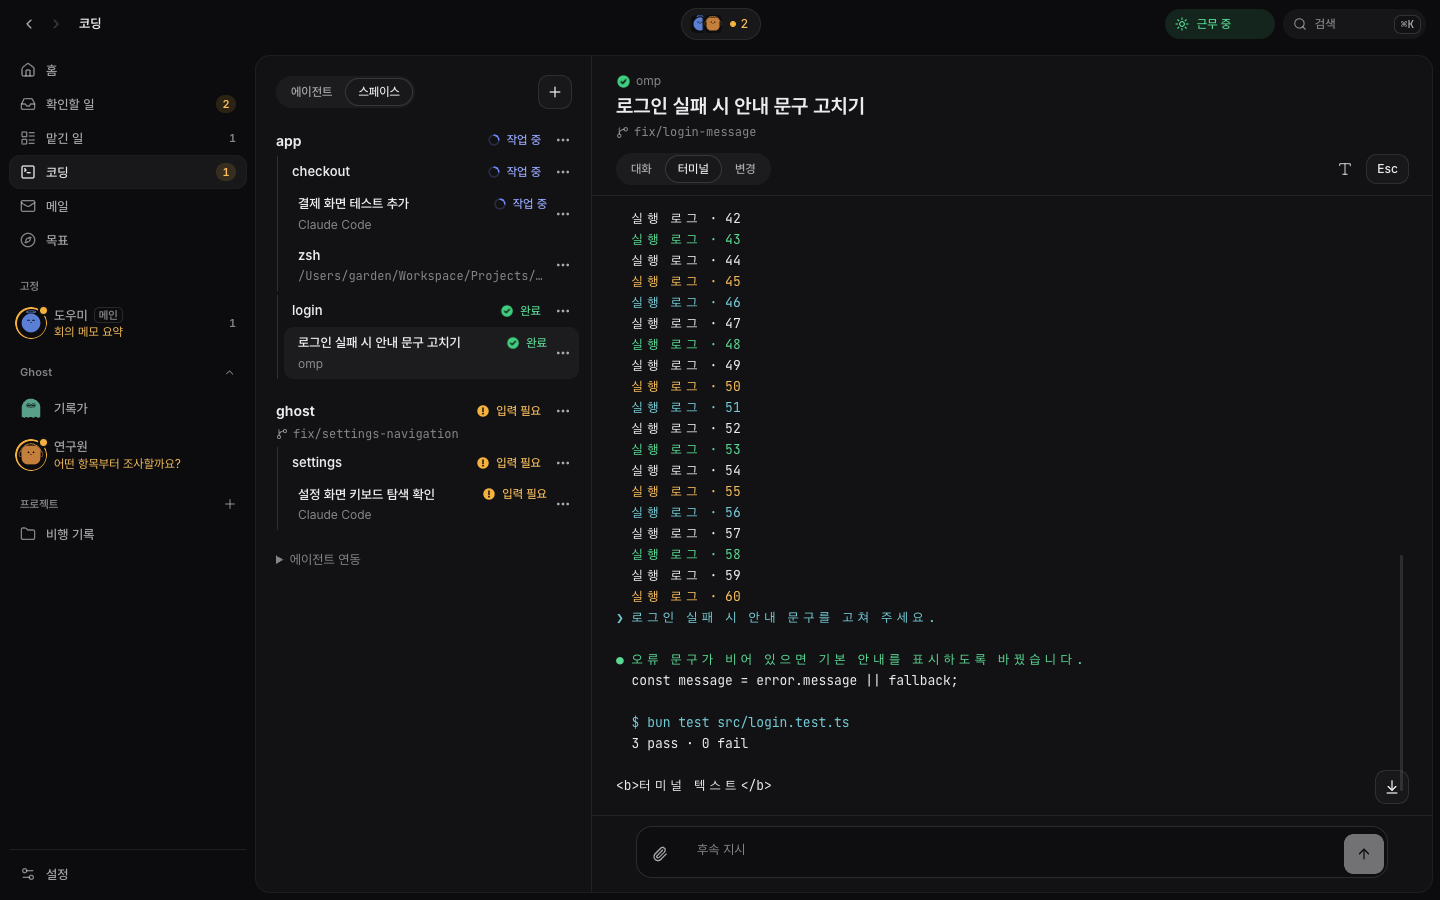 코딩
2
근무 중
검색
⌘K
홈
확인할 일
2
맡긴 일
1
코딩
1
메일
목표
고정
도우미
메인
회의 메모 요약
1
Ghost
기록가
연구원
어떤 항목부터 조사할까요?
프로젝트
비행 기록
설정
에이전트
스페이스
app
작업 중
checkout
작업 중
결제 화면 테스트 추가
작업 중
Claude Code
zsh
/Users/garden/Workspace/Projects/…
login
완료
로그인 실패 시 안내 문구 고치기
완료
omp
ghost
입력 필요
fix/settings-navigation
settings
입력 필요
설정 화면 키보드 탐색 확인
입력 필요
Claude Code
에이전트 연동
omp
로그인 실패 시 안내 문구 고치기
fix/login-message
대화
터미널
변경
Esc
실행 로그 · 42
실행 로그 · 43
실행 로그 · 44
실행 로그 · 45
실행 로그 · 46
실행 로그 · 47
실행 로그 · 48
실행 로그 · 49
실행 로그 · 50
실행 로그 · 51
실행 로그 · 52
실행 로그 · 53
실행 로그 · 54
실행 로그 · 55
실행 로그 · 56
실행 로그 · 57
실행 로그 · 58
실행 로그 · 59
실행 로그 · 60
❯ 로그인 실패 시 안내 문구를 고쳐 주세요.
● 오류 문구가 비어 있으면 기본 안내를 표시하도록 바꿨습니다.
const message = error.message || fallback;
$ bun test src/login.test.ts
3 pass · 0 fail
<b>터미널 텍스트</b>
후속 지시